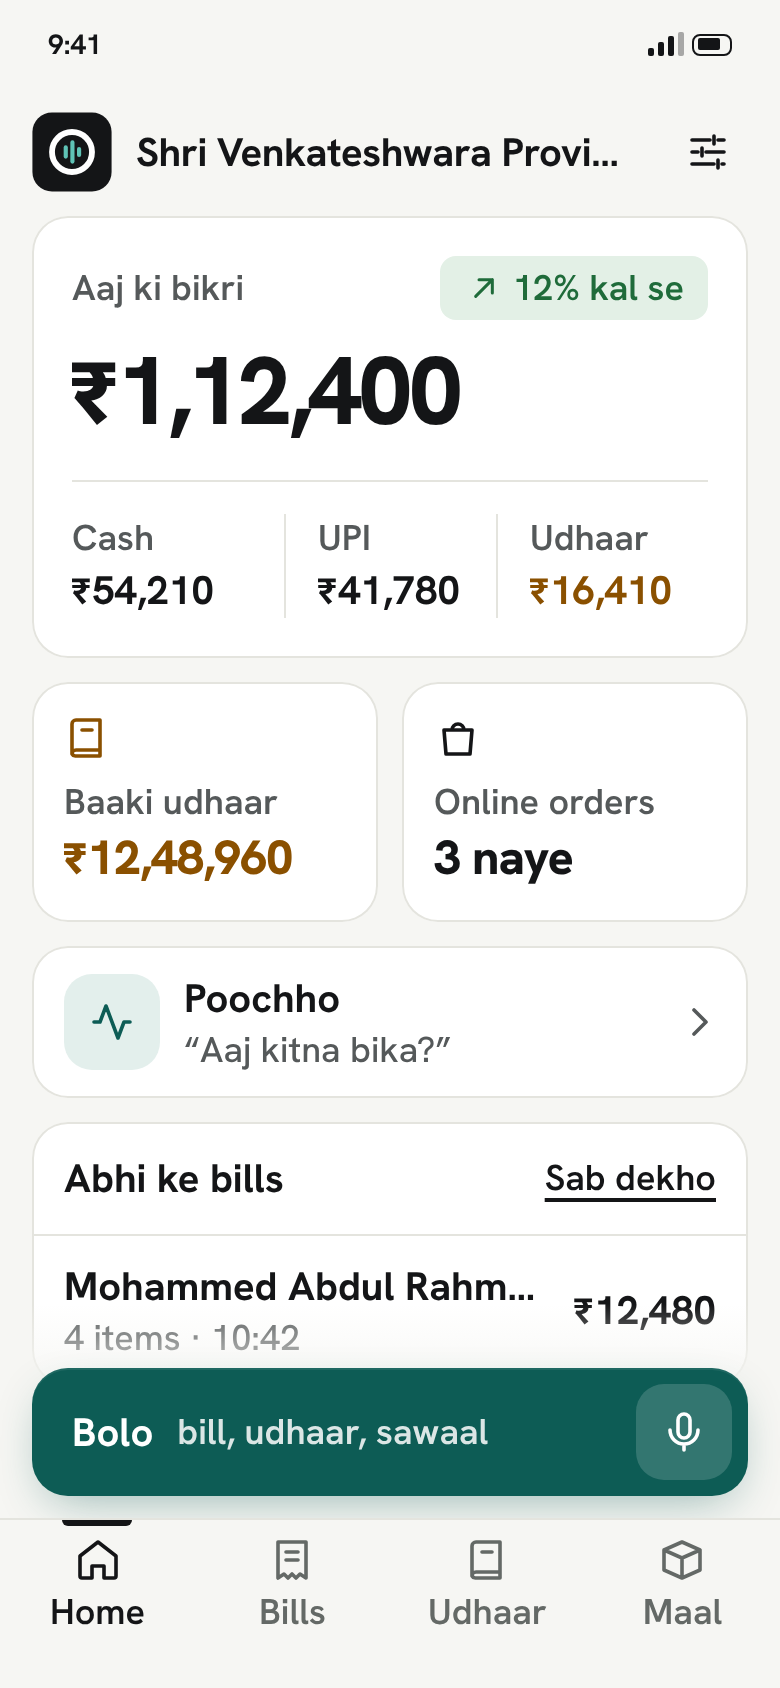 9:41
Shri Venkateshwara Provi...
Aaj ki bikri
12% kal se
₹1,12,400
Cash
UPI
Udhaar
₹54,210
₹41,780
₹16,410
Baaki udhaar
Online orders
₹12,48,960
3 naye
Poochho
“Aaj kitna bika?”
Abhi ke bills
Sab dekho
Mohammed Abdul Rahm...
₹12,480
4 items · 10:42
Bolo bill, udhaar, sawaal
Home
Bills
Udhaar
Maal